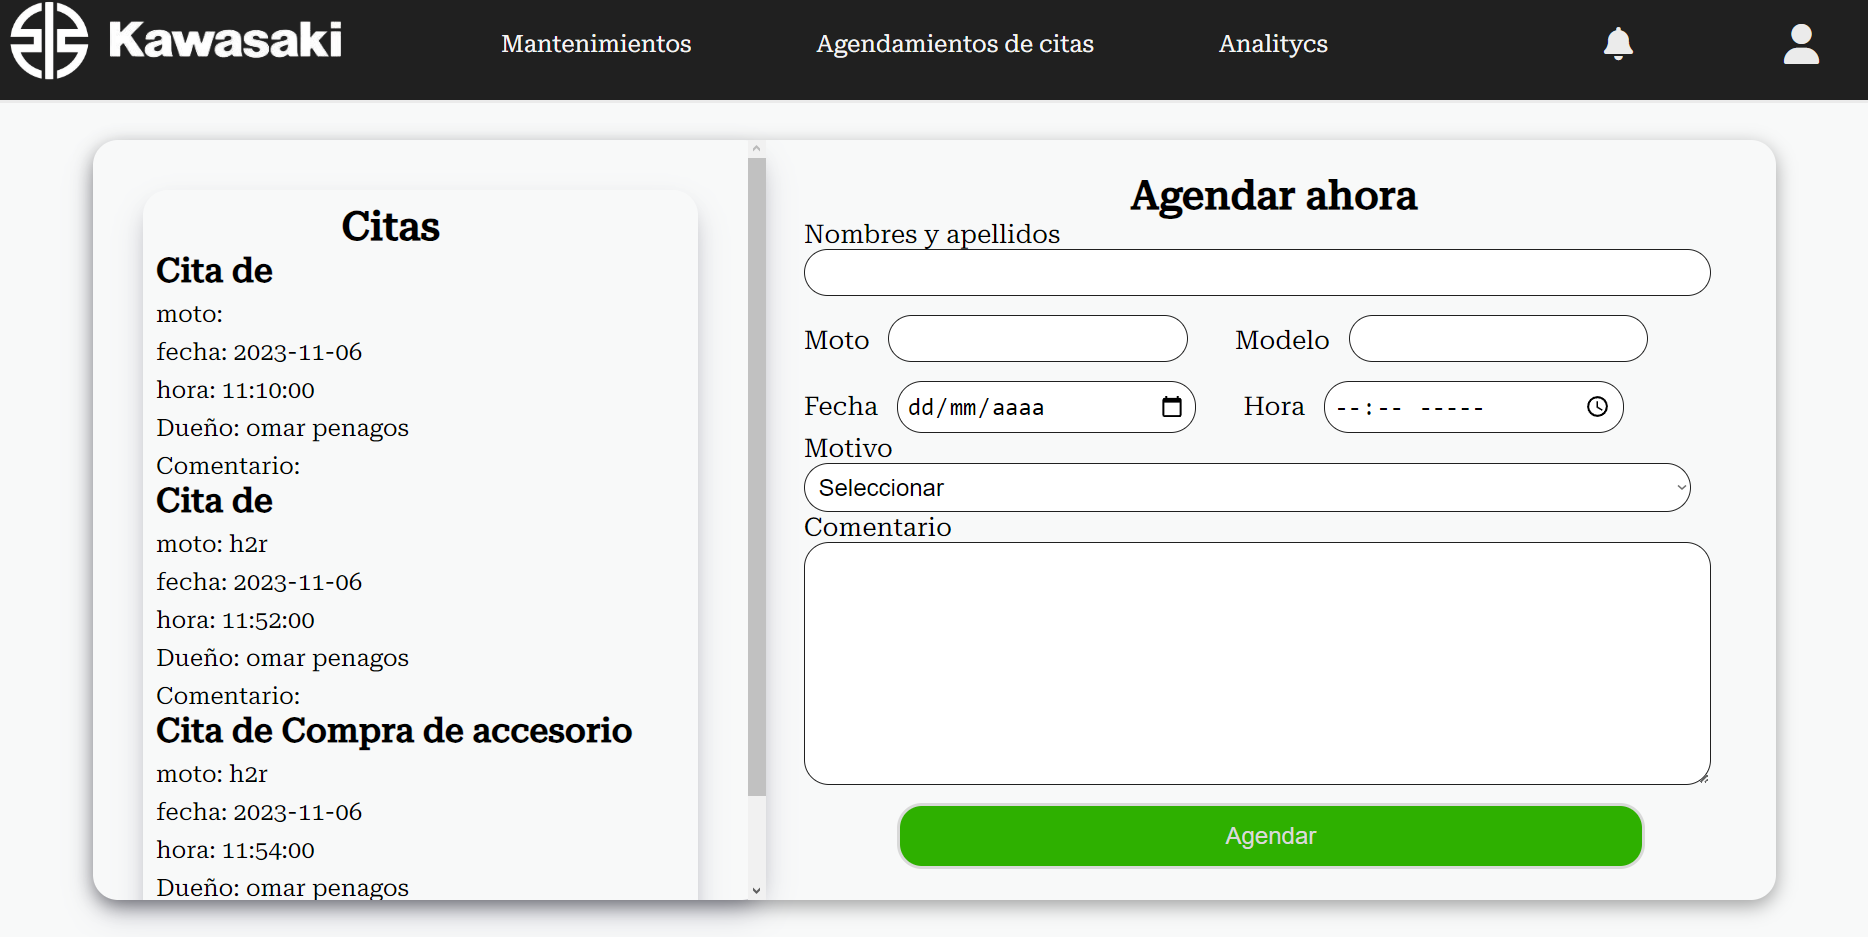 Kawasaki
Mantenimientos
Agendamientos de citas
Analitycs
Citas
Cita de
moto:
fecha: 2023-11-06
hora: 11:10:00
Dueño: omar penagos
Comentario:
Cita de
moto: h2r
fecha: 2023-11-06
hora: 11:52:00
Dueño: omar penagos
Comentario:
Cita de Compra de accesorio
moto: h2r
fecha: 2023-11-06
hora: 11:54:00
Dueño: omar penagos
Agendar ahora
Nombres y apellidos
Moto
Modelo
Fecha dd/mm/aaaa
Hora --:-- -----
Motivo
Seleccionar
Comentario
Agendar